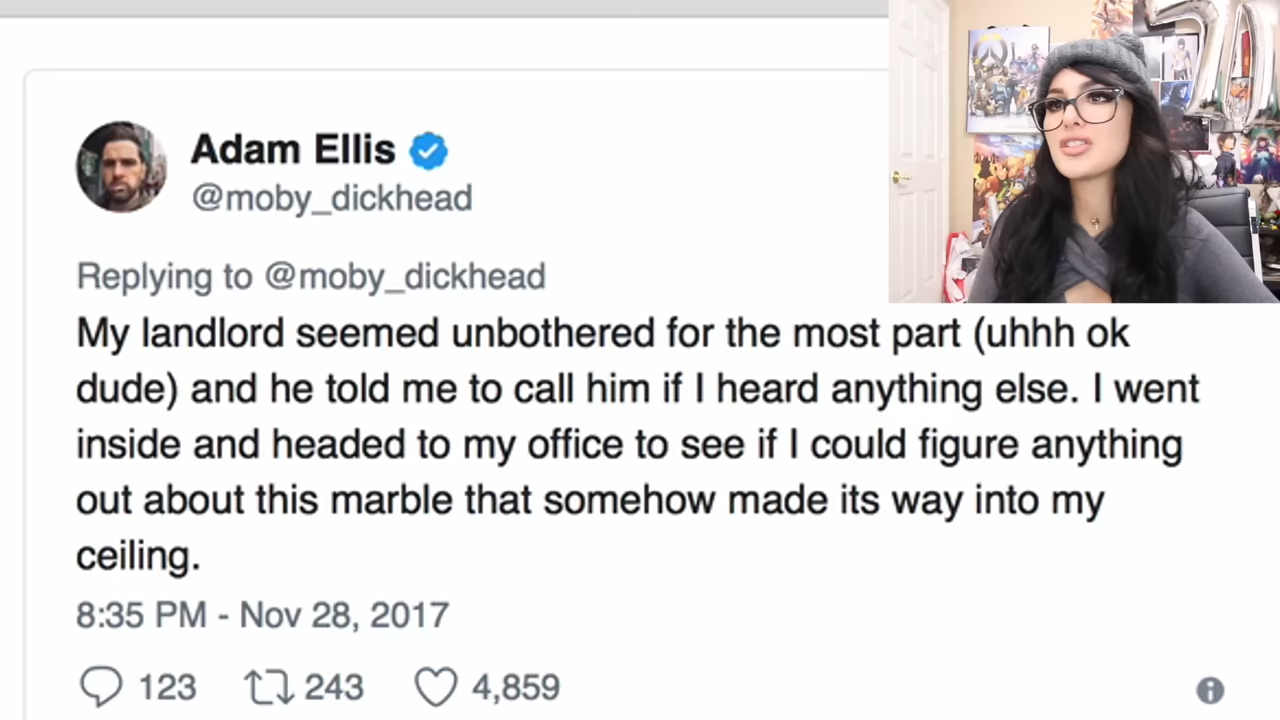 Adam Ellis
@moby_dickhead
Replying to @moby_dickhead
My landlord seemed unbothered for the most part (uhhh ok
dude) and he told me to call him if I heard anything else. I went
inside and headed to my office to see if I could figure anything
out about this marble that somehow made its way into my
ceiling.
8:35 PM - Nov 28, 2017
123 243 4,859